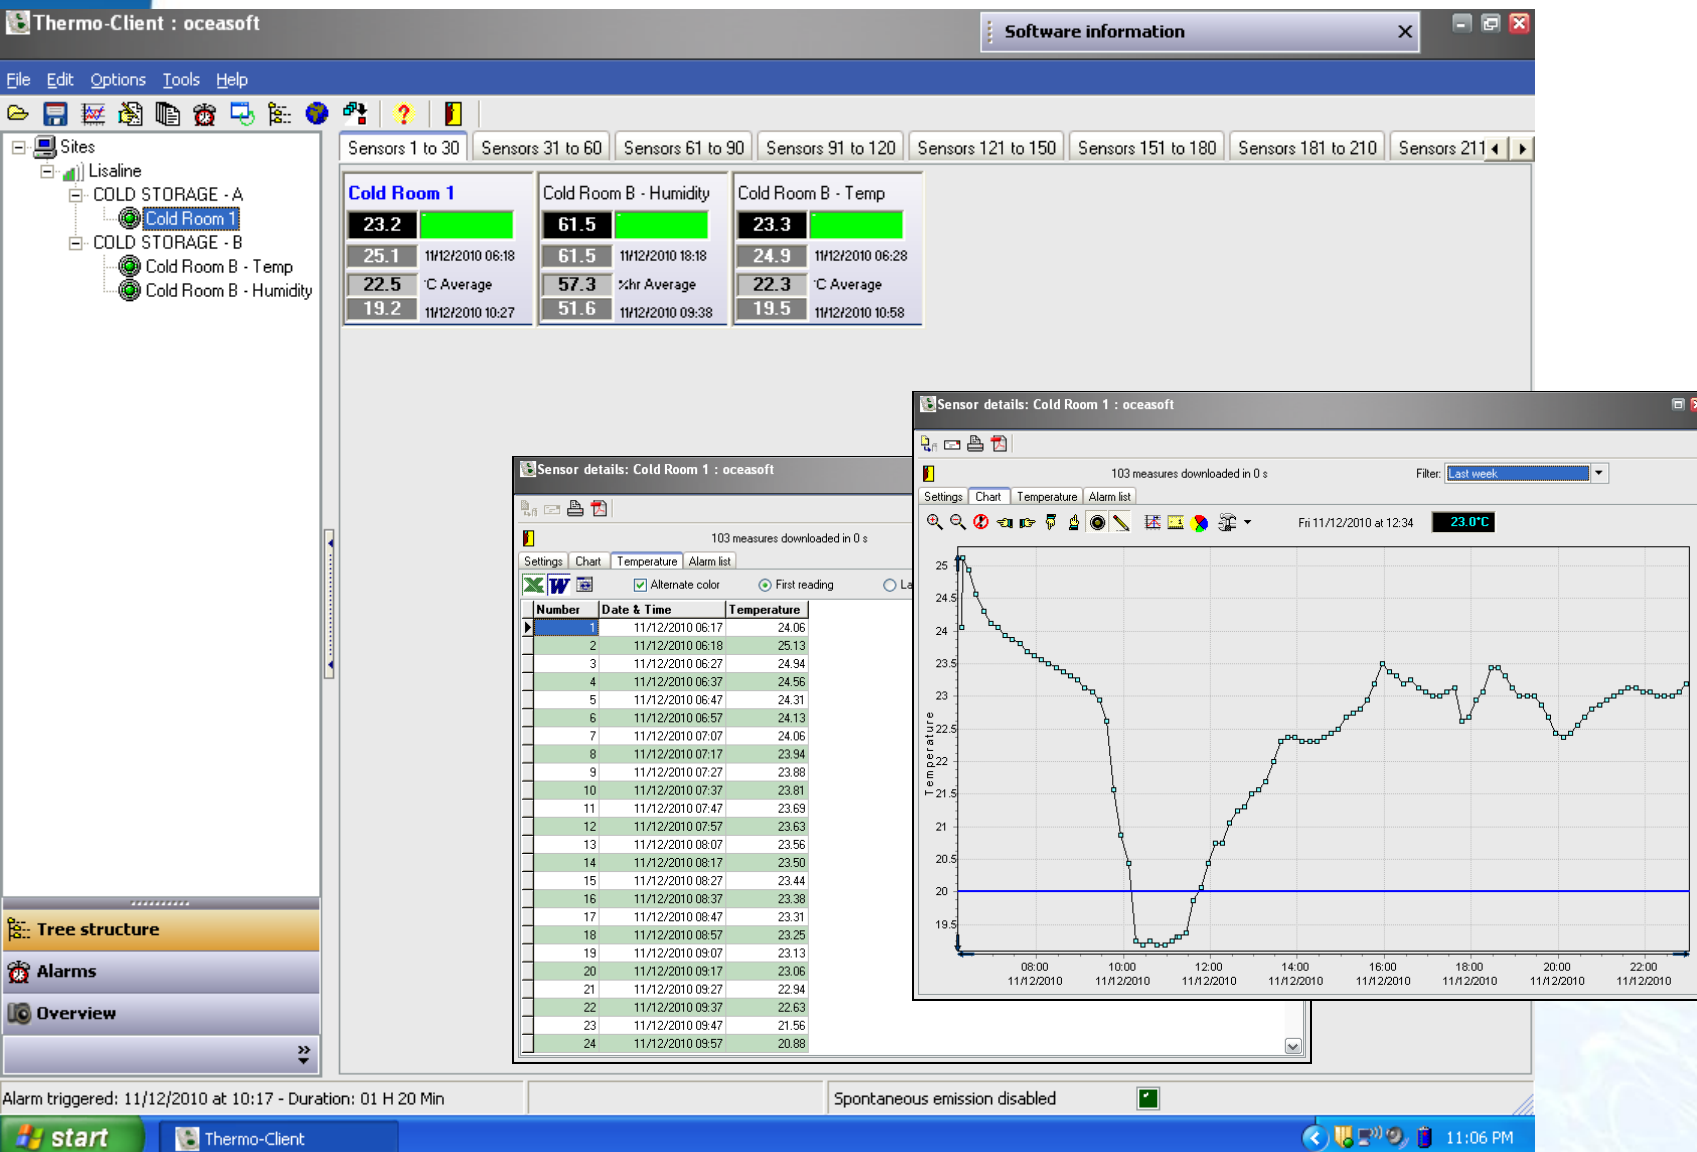 Thermo-Client : oceasoft
Software information
File Edit Options Tools Help
Sites
Lisaline
COLD STORAGE - A
Cold Room 1
COLD STORAGE - B
Cold Room B - Temp
Cold Room B - Humidity
Sensors 1 to 30 Sensors 31 to 60 Sensors 61 to 90 Sensors 91 to 120 Sensors 121 to 150 Sensors 151 to 180 Sensors 181 to 210 Sensors 211
Cold Room 1
23.2
25.1 11/12/2010 06:18
22.5 °C Average
19.2 11/12/2010 10:27
Cold Room B - Humidity
61.5
61.5 11/12/2010 18:18
57.3 %hr Average
51.6 11/12/2010 09:38
Cold Room B - Temp
23.3
24.9 11/12/2010 06:28
22.3 °C Average
19.5 11/12/2010 10:58
Sensor details: Cold Room 1 : oceasoft
103 measures downloaded in 0 s
Settings Chart Temperature Alarm list
Alternate color First reading La
Number Date & Time Temperature
1 11/12/2010 06:17 24.06
2 11/12/2010 06:18 25.13
3 11/12/2010 06:27 24.94
4 11/12/2010 06:37 24.56
5 11/12/2010 06:47 24.31
6 11/12/2010 06:57 24.13
7 11/12/2010 07:07 24.06
8 11/12/2010 07:17 23.94
9 11/12/2010 07:27 23.88
10 11/12/2010 07:37 23.81
11 11/12/2010 07:47 23.69
12 11/12/2010 07:57 23.63
13 11/12/2010 08:07 23.56
14 11/12/2010 08:17 23.50
15 11/12/2010 08:27 23.44
16 11/12/2010 08:37 23.38
17 11/12/2010 08:47 23.31
18 11/12/2010 08:57 23.25
19 11/12/2010 09:07 23.13
20 11/12/2010 09:17 23.06
21 11/12/2010 09:27 22.94
22 11/12/2010 09:37 22.63
23 11/12/2010 09:47 21.56
24 11/12/2010 09:57 20.88
Sensor details: Cold Room 1 : oceasoft
103 measures downloaded in 0 s Filter: Last week
Settings Chart Temperature Alarm list
Fri 11/12/2010 at 12:34 23.0°C
25
24.5
24
23.5
23
22.5
22
21.5
21
20.5
20
19.5
Temperature
08:00 10:00 12:00 14:00 16:00 18:00 20:00 22:00
11/12/2010 11/12/2010 11/12/2010 11/12/2010 11/12/2010 11/12/2010 11/12/2010 11/12/2010
Tree structure
Alarms
Overview
Alarm triggered: 11/12/2010 at 10:17 - Duration: 01 H 20 Min
Spontaneous emission disabled
start Thermo-Client 11:06 PM